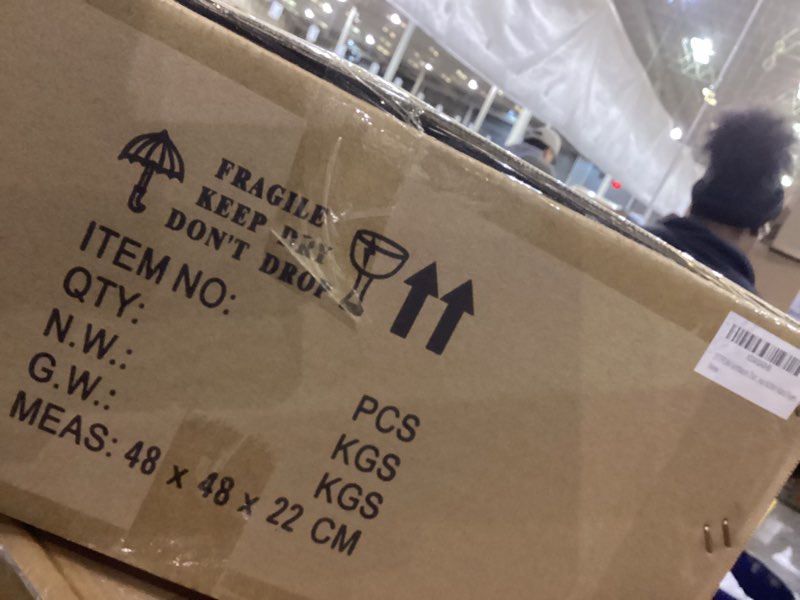 FRAGILE
KEEP DRY
DON'T DROP
ITEM NO:
QTY: PCS
N.W.: KGS
G.W.: KGS
MEAS: 48 x 48 x 22 CM